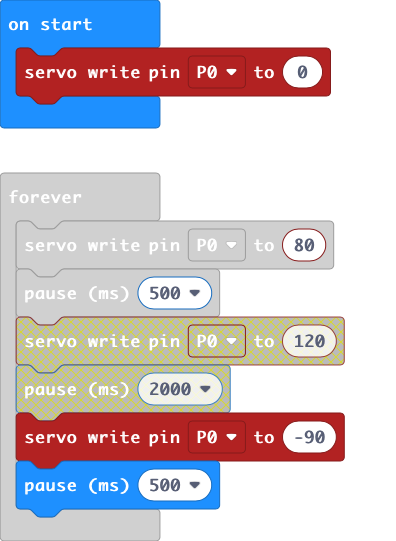 on start
servo write pin P0 to 0
forever
servo write pin P0 to 80
pause (ms) 500
servo write pin P0 to 120
pause (ms) 2000
servo write pin P0 to -90
pause (ms) 500